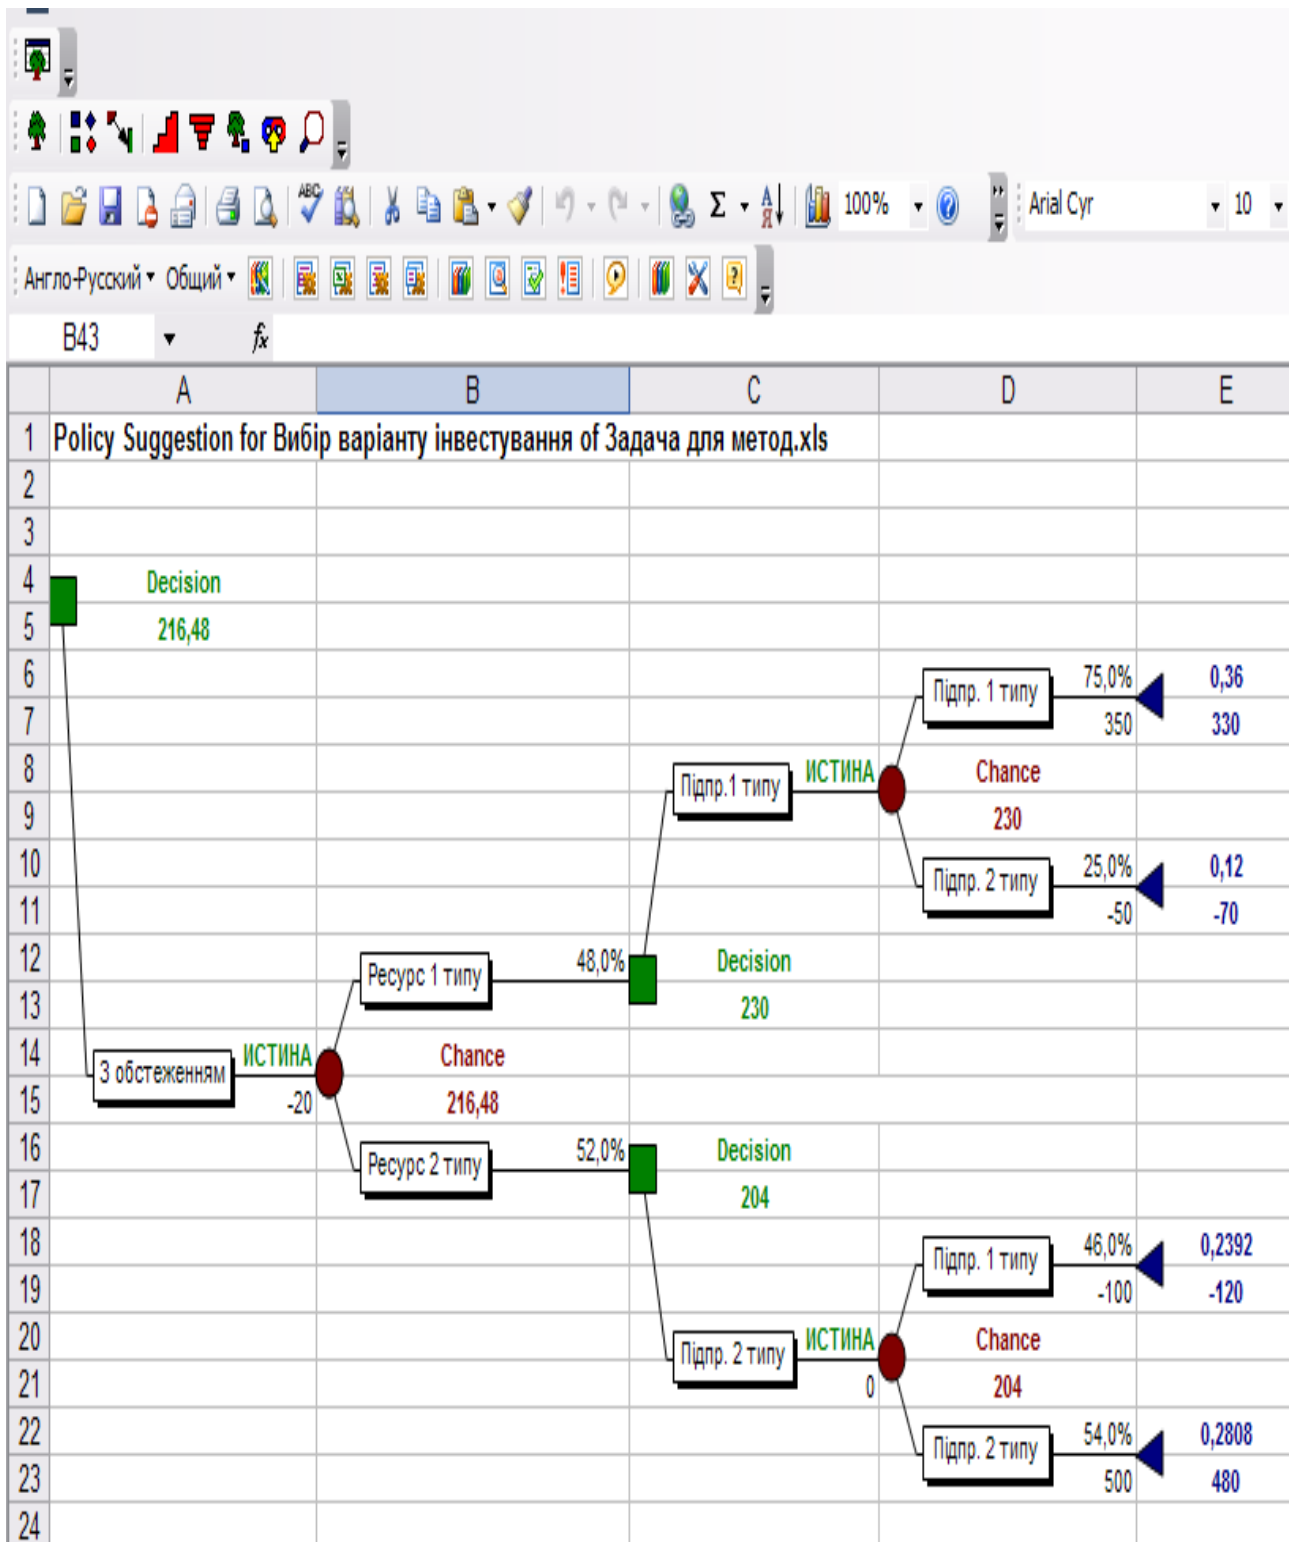 ABC
Σ
A
Я
100%
Arial Cyr
10
Англо-Русский
Общий
B43
fx
A B C D E
1 Policy Suggestion for Вибір варіанту інвестування of Задача для метод.xls
2
3
4 Decision
5 216,48
6 Підпр. 1 типу 75,0% 0,36
7 350 330
8 Підпр.1 типу ИСТИНА Chance
9 230
10 Підпр. 2 типу 25,0% 0,12
11 -50 -70
12 Ресурс 1 типу 48,0% Decision
13 230
14 З обстеженням ИСТИНА Chance
15 -20 216,48
16 Ресурс 2 типу 52,0% Decision
17 204
18 Підпр. 1 типу 46,0% 0,2392
19 -100 -120
20 Підпр. 2 типу ИСТИНА Chance
21 0 204
22 Підпр. 2 типу 54,0% 0,2808
23 500 480
24